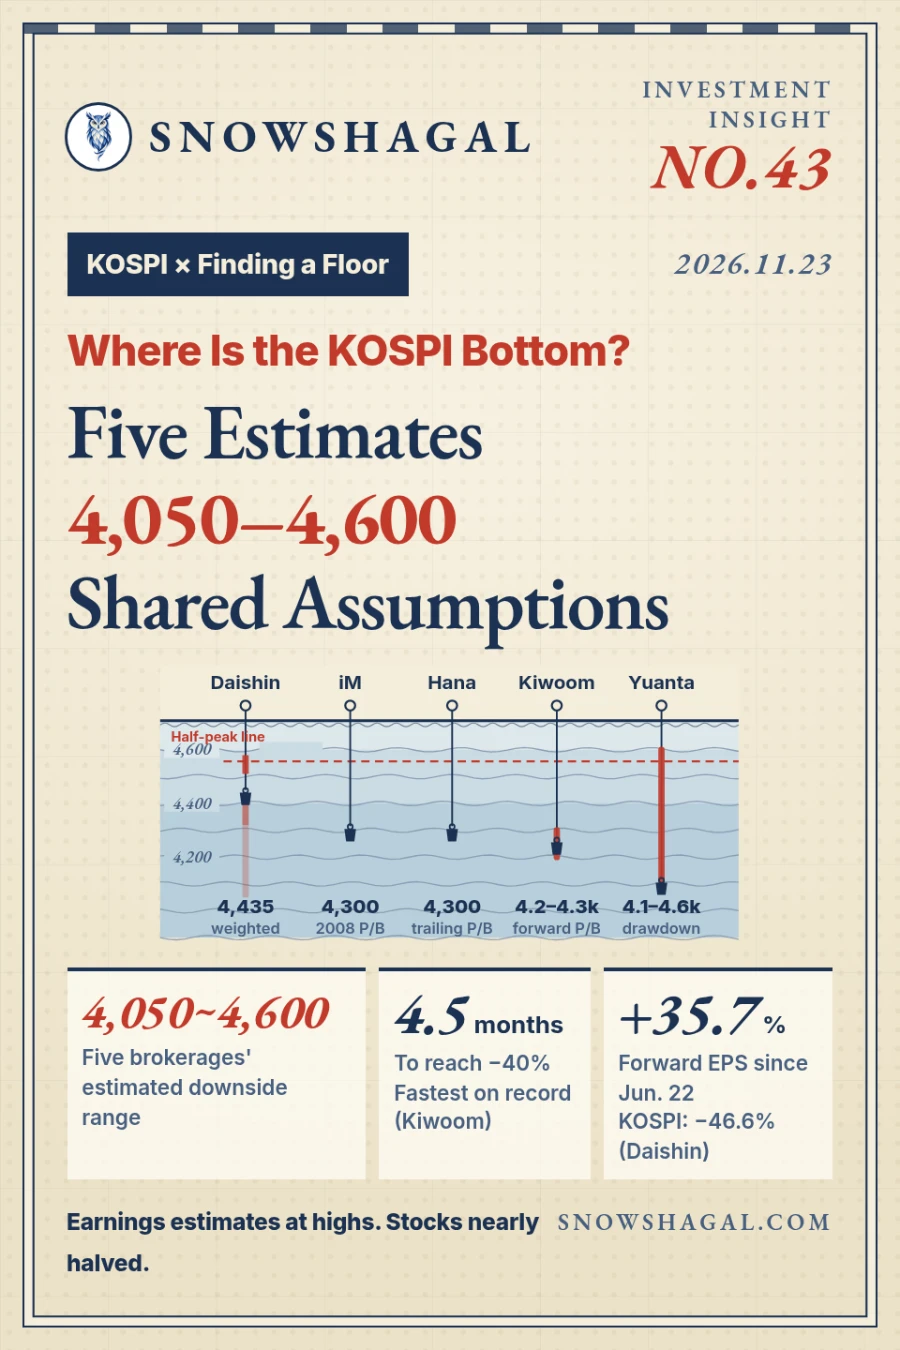 SNOWSHAGAL
INVESTMENT
INSIGHT
NO.43
KOSPI × Finding a Floor
2026.11.23
Where Is the KOSPI Bottom?
Five Estimates
4,050–4,600
Shared Assumptions
Daishin iM Hana Kiwoom Yuanta
Half-peak line
4,600
4,400
4,200
4,435 4,300 4,300 4.2–4.3k 4.1–4.6k
weighted 2008 P/B trailing P/B forward P/B drawdown
4,050~4,600
Five brokerages'
estimated downside
range
4.5 months
To reach −40%
Fastest on record
(Kiwoom)
+35.7%
Forward EPS since
Jun. 22
KOSPI: −46.6%
(Daishin)
Earnings estimates at highs. Stocks nearly
halved.
SNOWSHAGAL.COM